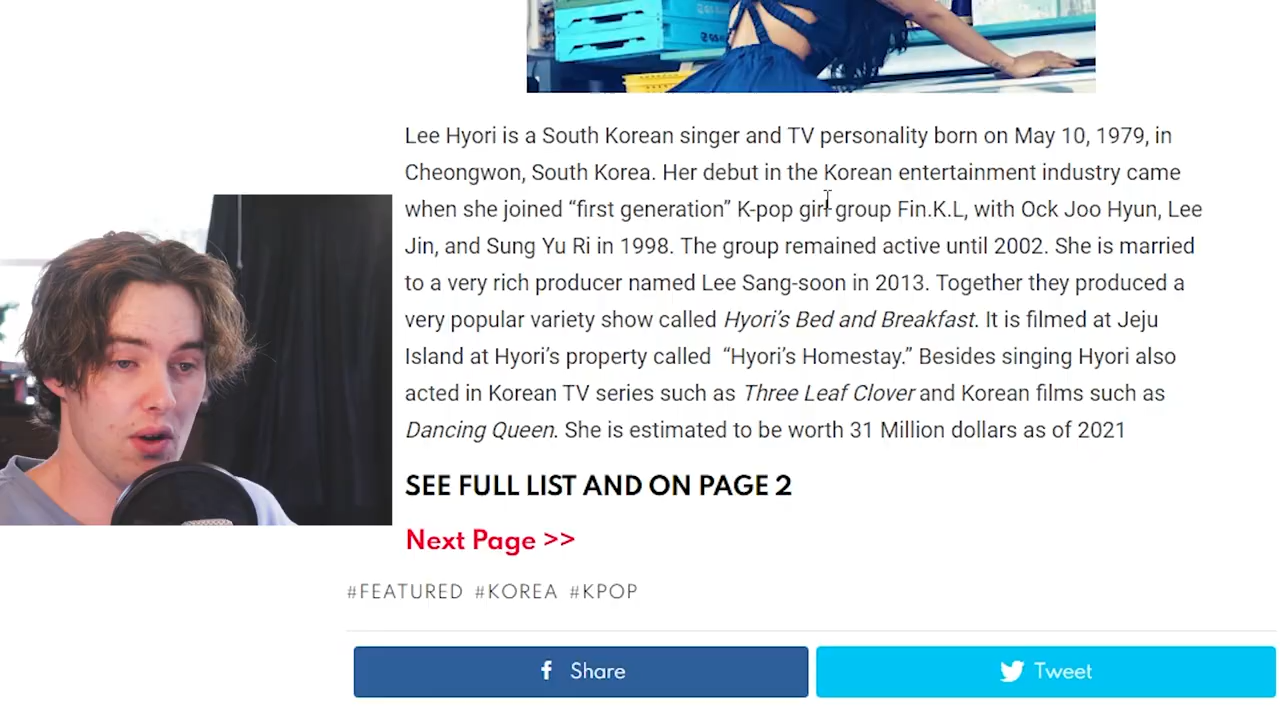 Lee Hyori is a South Korean singer and TV personality born on May 10, 1979, in
Cheongwon, South Korea. Her debut in the Korean entertainment industry came
when she joined “first generation” K-pop girl group Fin.K.L, with Ock Joo Hyun, Lee
Jin, and Sung Yu Ri in 1998. The group remained active until 2002. She is married
to a very rich producer named Lee Sang-soon in 2013. Together they produced a
very popular variety show called Hyori’s Bed and Breakfast. It is filmed at Jeju
Island at Hyori’s property called “Hyori’s Homestay.” Besides singing Hyori also
acted in Korean TV series such as Three Leaf Clover and Korean films such as
Dancing Queen. She is estimated to be worth 31 Million dollars as of 2021
SEE FULL LIST AND ON PAGE 2
Next Page >>
#FEATURED #KOREA #KPOP
Share
Tweet